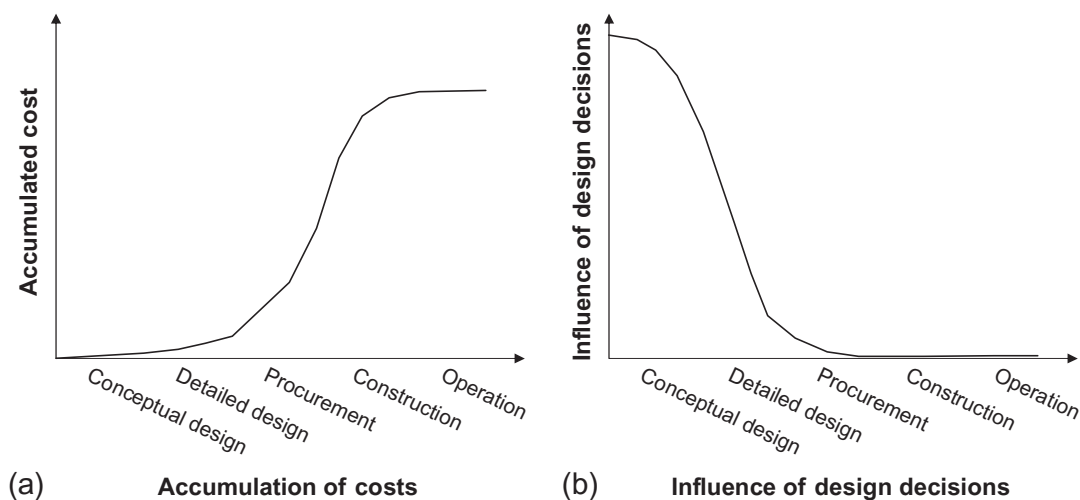 Accumulated cost
Conceptual design
Detailed design
Procurement
Construction
Operation
(a) Accumulation of costs
Influence of design decisions
Conceptual design
Detailed design
Procurement
Construction
Operation
(b) Influence of design decisions